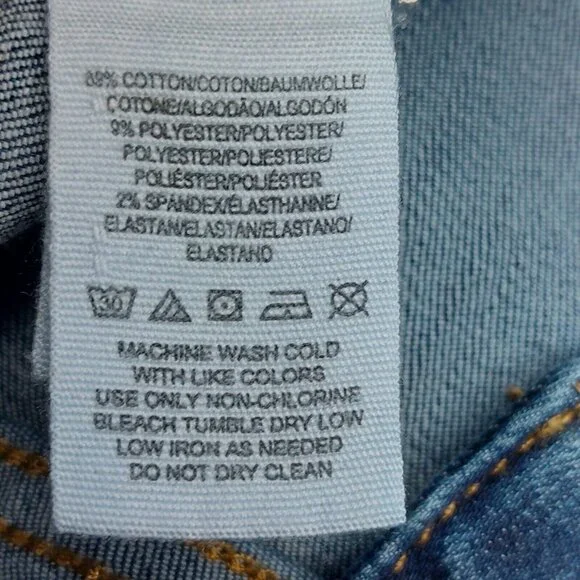 89% COTTON/COTON/BAUMWOLLE/
COTONE/ALGODÃO/ALGODÓN
9% POLYESTER/POLYESTER/
POLYESTER/POLIESTERE/
POLIÉSTER/POLIÉSTER
2% SPANDEX/ÉLASTHANNE/
ELASTAN/ELASTAN/ELASTANO/
ELASTANO
30
MACHINE WASH COLD
WITH LIKE COLORS
USE ONLY NON-CHLORINE
BLEACH TUMBLE DRY LOW
LOW IRON AS NEEDED
DO NOT DRY CLEAN